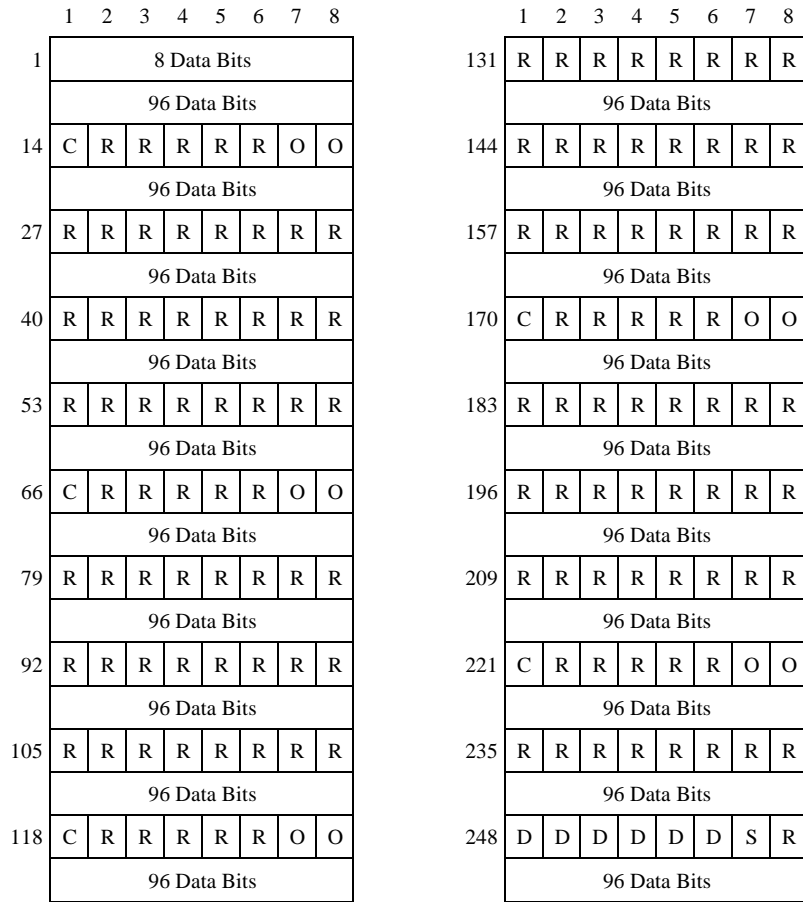 1 2 3 4 5 6 7 8
1 8 Data Bits
96 Data Bits
14 C R R R R R O O
96 Data Bits
27 R R R R R R R R
96 Data Bits
40 R R R R R R R R
96 Data Bits
53 R R R R R R R R
96 Data Bits
66 C R R R R R O O
96 Data Bits
79 R R R R R R R R
96 Data Bits
92 R R R R R R R R
96 Data Bits
105 R R R R R R R R
96 Data Bits
118 C R R R R R O O
96 Data Bits
1 2 3 4 5 6 7 8
131 R R R R R R R R
96 Data Bits
144 R R R R R R R R
96 Data Bits
157 R R R R R R R R
96 Data Bits
170 C R R R R R O O
96 Data Bits
183 R R R R R R R R
96 Data Bits
196 R R R R R R R R
96 Data Bits
209 R R R R R R R R
96 Data Bits
221 C R R R R R O O
96 Data Bits
235 R R R R R R R R
96 Data Bits
248 D D D D D D S R
96 Data Bits